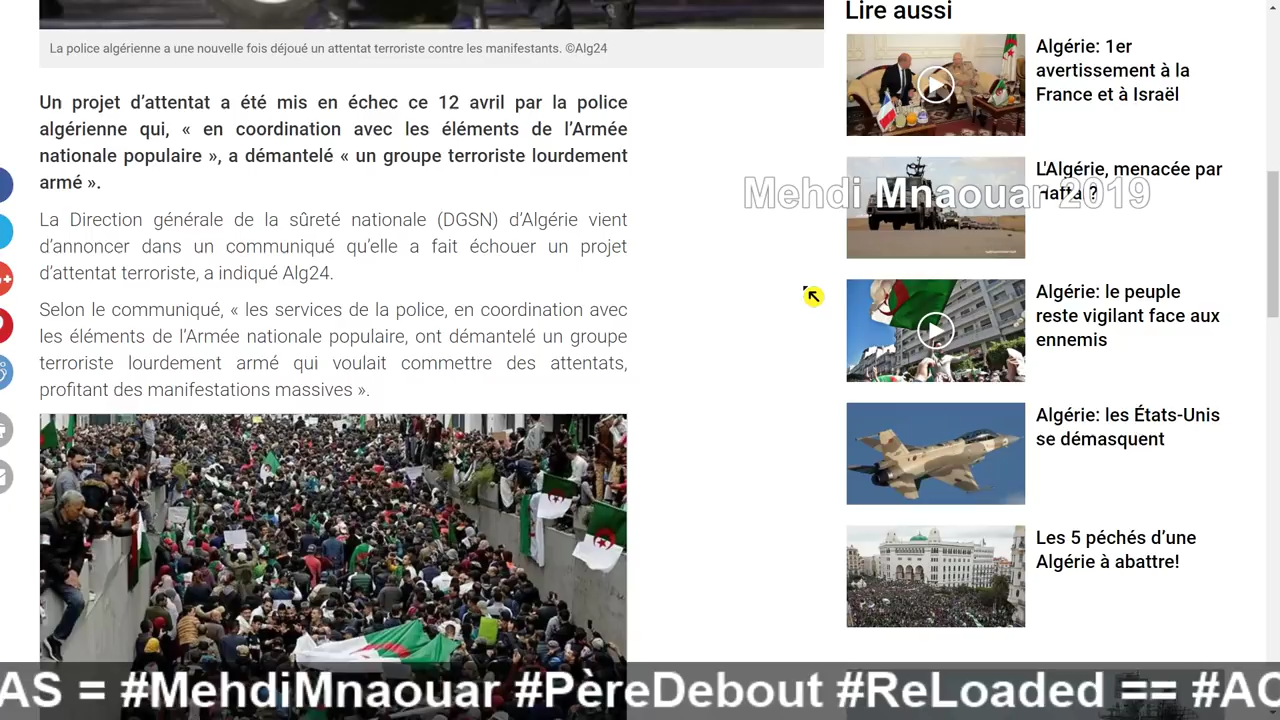 La police algérienne a une nouvelle fois déjoué un attentat terroriste contre les manifestants. ©Alg24
Un projet d’attentat a été mis en échec ce 12 avril par la police
algérienne qui, « en coordination avec les éléments de l’Armée
nationale populaire », a démantelé « un groupe terroriste lourdement
armé ».
La Direction générale de la sûreté nationale (DGSN) d’Algérie vient
d’annoncer dans un communiqué qu’elle a fait échouer un projet
d’attentat terroriste, a indiqué Alg24.
Selon le communiqué, « les services de la police, en coordination avec
les éléments de l’Armée nationale populaire, ont démantelé un groupe
terroriste lourdement armé qui voulait commettre des attentats,
profitant des manifestations massives ».
Lire aussi
Algérie: 1er
avertissement à la
France et à Israël
L'Algérie, menacée par
?
Mehdi Mnaouar 2019
Algérie: le peuple
reste vigilant face aux
ennemis
Algérie: les États-Unis
se démasquent
Les 5 péchés d’une
Algérie à abattre!
AS = #MehdiMnaouar #PèreDebout #ReLoaded == #AC